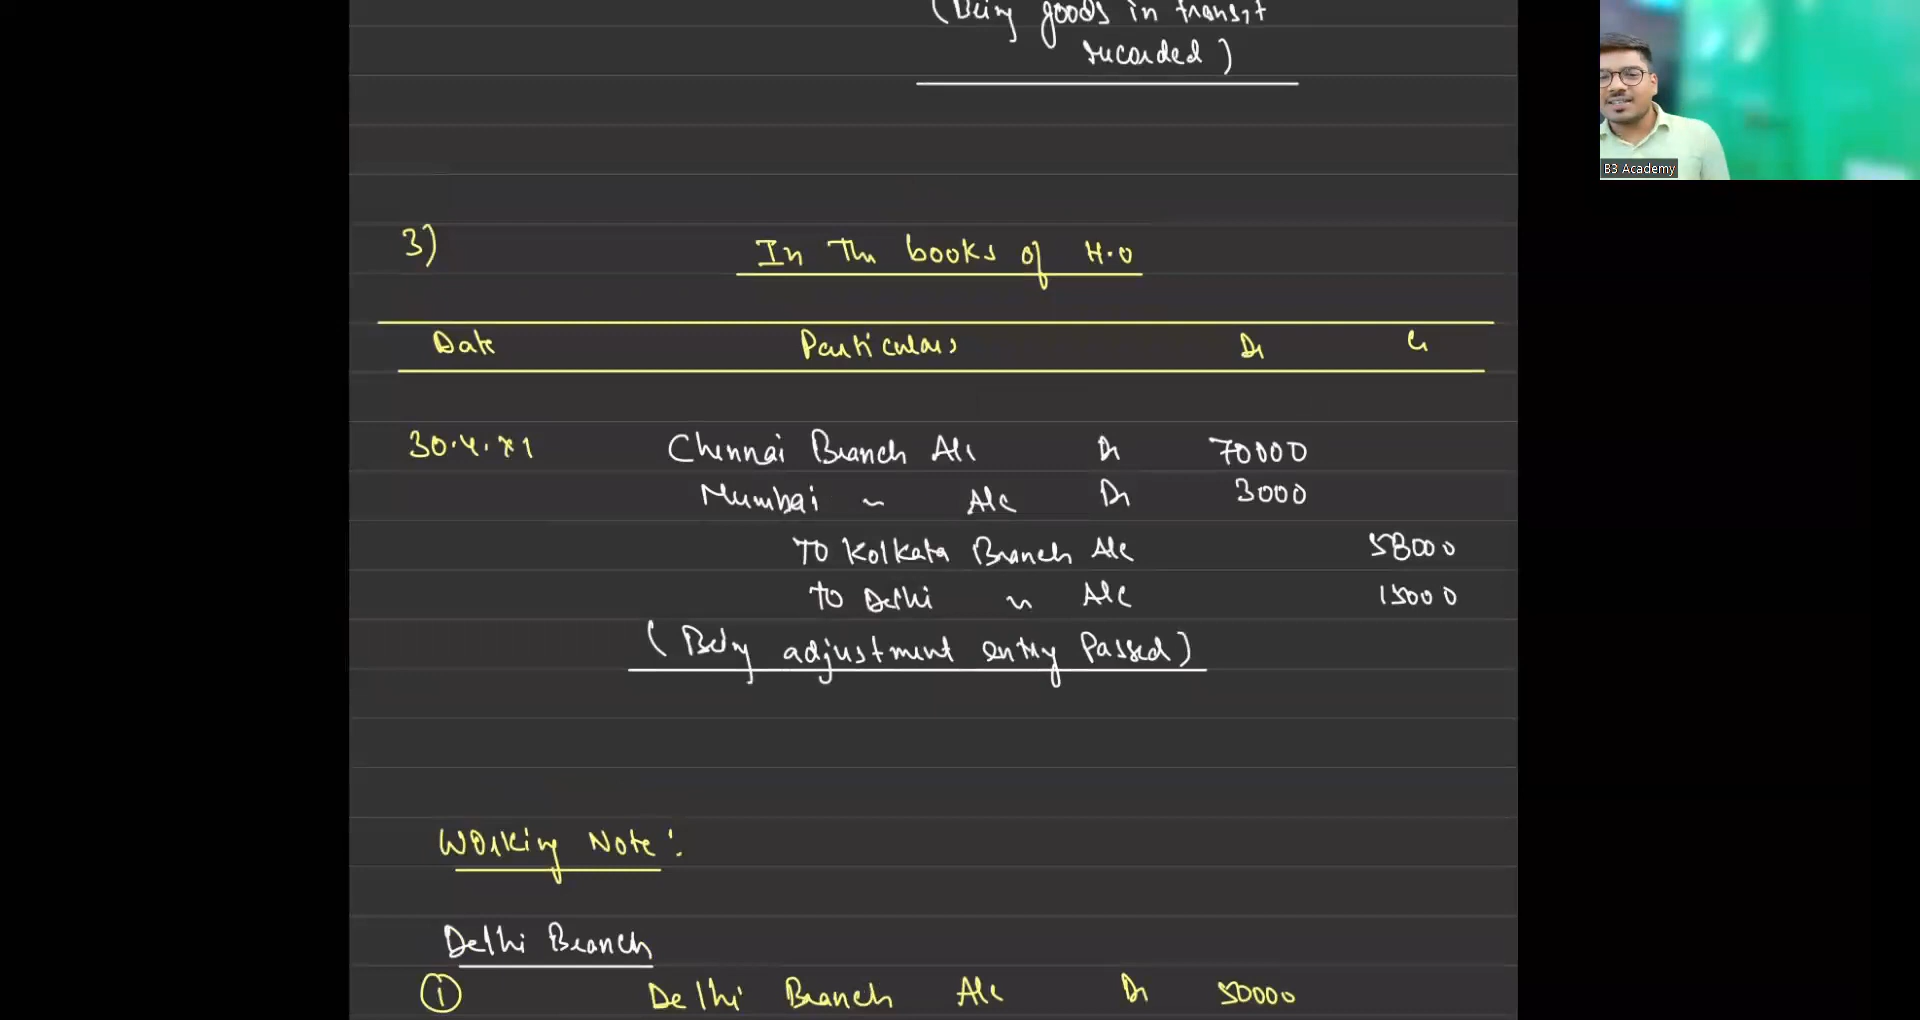 (Being goods in transit
recorded)
B3 Academy
3) In The books of H.O
Date Particulars Dr Cr
30.4.x1 Chennai Branch A/c Dr 70000
Mumbai ~ A/c Dr 3000
To Kolkata Branch A/c 58000
To Delhi " A/c 15000
(Being adjustment entry Passed)
Working Note:
Delhi Branch
(i) Delhi Branch A/c Dr 50000